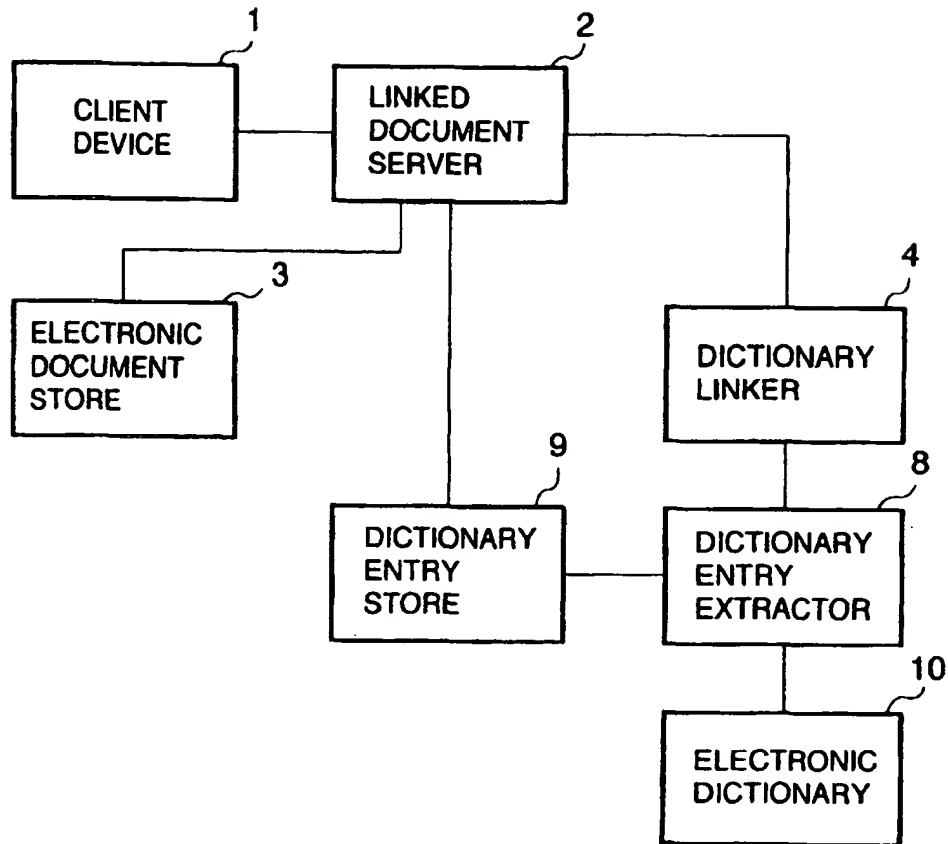 1
CLIENT
DEVICE
2
LINKED
DOCUMENT
SERVER
3
ELECTRONIC
DOCUMENT
STORE
4
DICTIONARY
LINKER
9
DICTIONARY
ENTRY
STORE
8
DICTIONARY
ENTRY
EXTRACTOR
10
ELECTRONIC
DICTIONARY